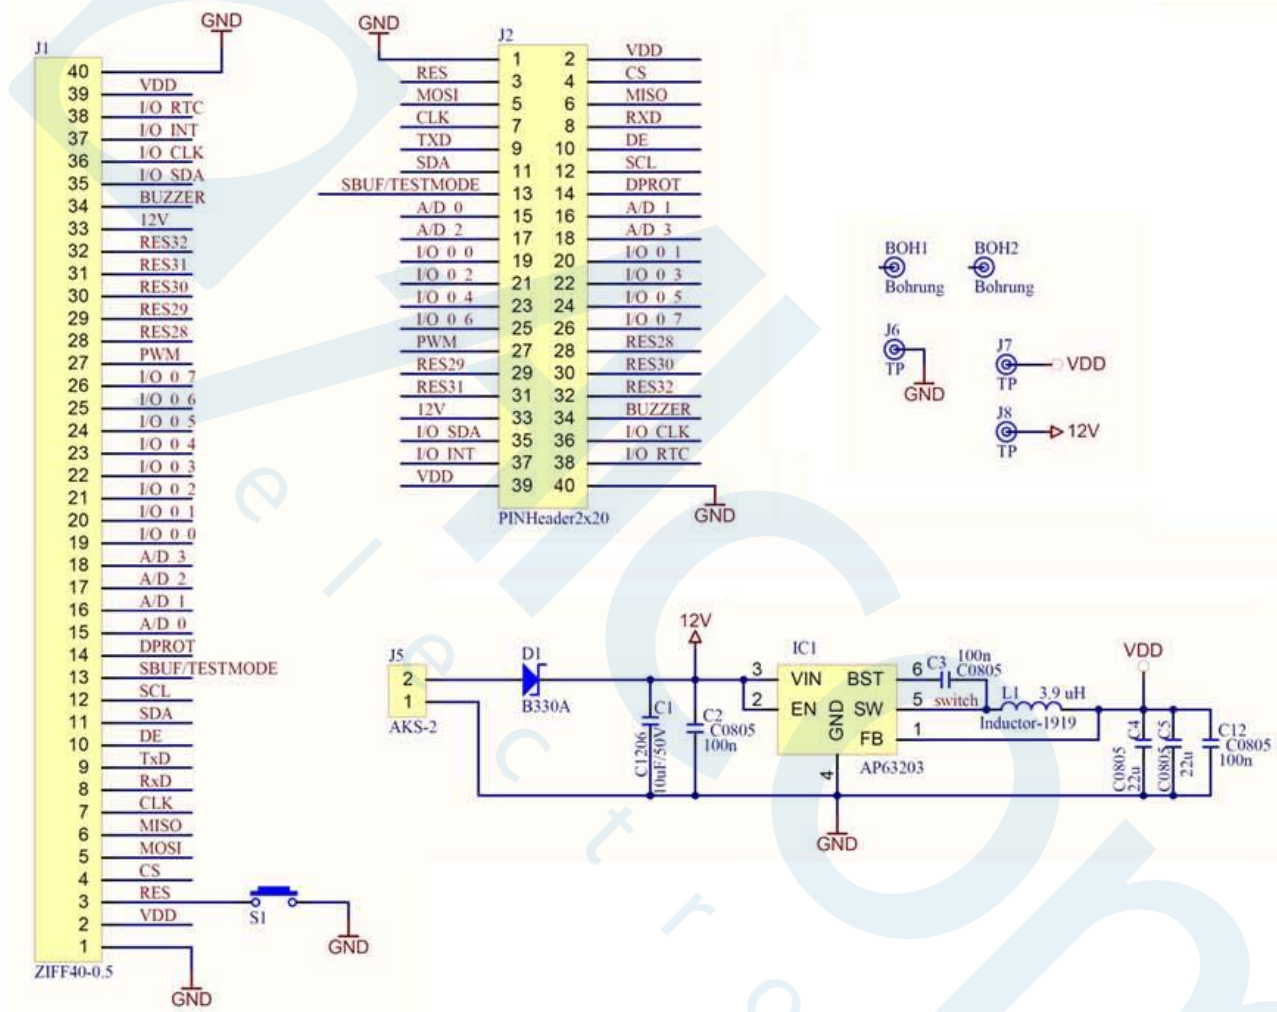 J1
GND
40
VDD
39
I/O RTC
38
I/O INT
37
I/O CLK
36
I/O SDA
35
BUZZER
34
12V
33
RES32
32
RES31
31
RES30
30
RES29
29
RES28
28
PWM
27
I/O 0 7
26
I/O 0 6
25
I/O 0 5
24
I/O 0 4
23
I/O 0 3
22
I/O 0 2
21
I/O 0 1
20
I/O 0 0
19
A/D 3
18
A/D 2
17
A/D 1
16
A/D 0
15
DPROT
14
SBUF/TESTMODE
13
SCL
12
SDA
11
DE
10
TxD
9
RxD
8
CLK
7
MISO
6
MOSI
5
CS
4
RES
3
S1
GND
VDD
2
1
ZIFF40-0.5
GND
GND
J2
VDD
1 2
RES CS
3 4
MOSI MISO
5 6
CLK RXD
7 8
TXD DE
9 10
SDA SCL
11 12
SBUF/TESTMODE DPROT
13 14
A/D 0 A/D 1
15 16
A/D 2 A/D 3
17 18
I/O 0 0 I/O 0 1
19 20
I/O 0 2 I/O 0 3
21 22
I/O 0 4 I/O 0 5
23 24
I/O 0 6 I/O 0 7
25 26
PWM RES28
27 28
RES29 RES30
29 30
RES31 RES32
31 32
12V BUZZER
33 34
I/O SDA I/O CLK
35 36
I/O INT I/O RTC
37 38
VDD
39 40
PINHeader2x20
GND
BOH1 BOH2
Bohrung Bohrung
J6
TP
GND
J7
TP
VDD
J8
TP
12V
J5
2
1
AKS-2
D1
B330A
12V
C1
C1206
10uF/50V
C2
C0805
100n
IC1
3 VIN BST 6
2 EN GND SW 5
FB 1
4
AP63203
GND
C3 100n
C0805
switch
L1 3.9 uH
Inductor-1919
VDD
C4
C0805
22u
C5
C0805
22u
C12
C0805
100n
electr